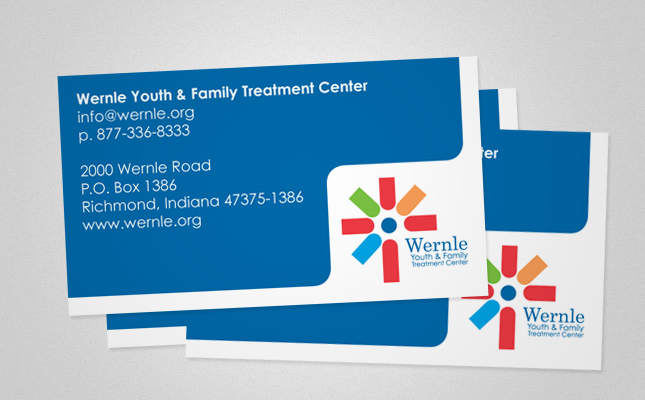 Wernle Youth & Family Treatment Center
info@wernle.org
p. 877-336-8333
2000 Wernle Road
P.O. Box 1386
Richmond, Indiana 47375-1386
www.wernle.org
Wernle
Youth & Family
Treatment Center
ter
Wernle
Youth & Family
Treatment Center